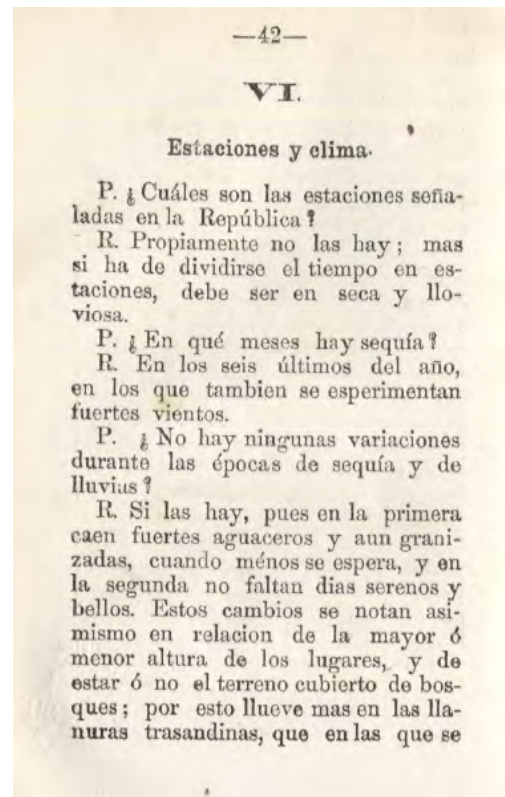 —42—
VI.
Estaciones y clima.
P. ¿ Cuáles son las estaciones seña-
ladas en la República ?
R. Propiamente no las hay ; mas
si ha de dividirse el tiempo en es-
taciones, debe ser en seca y llo-
viosa.
P. ¿ En qué meses hay sequía ?
R. En los seis últimos del año,
en los que tambien se esperimentan
fuertes vientos.
P. ¿ No hay ningunas variaciones
durante las épocas de sequía y de
lluvias ?
R. Si las hay, pues en la primera
caen fuertes aguaceros y aun grani-
zadas, cuando ménos se espera, y en
la segunda no faltan dias serenos y
bellos. Estos cambios se notan asi-
mismo en relacion de la mayor ó
menor altura de los lugares, y de
estar ó no el terreno cubierto de bos-
ques ; por esto llueve mas en las lla-
nuras trasandinas, que en las que se